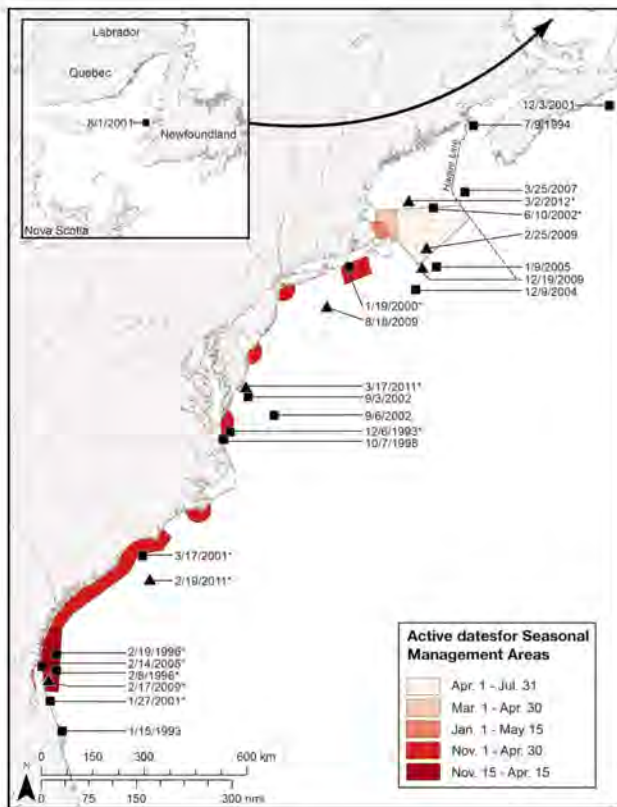 Labrador
Quebec
8/1/2001
Newfoundland
Nova Scotia
12/3/2001
7/9/1994
Hague Line
3/25/2007
3/2/2012*
6/10/2002*
2/25/2009
1/9/2005
12/19/2009
12/9/2004
1/19/2000*
8/18/2009
3/17/2011*
9/3/2002
9/6/2002
12/6/1993*
10/7/1998
3/17/2001*
2/19/2011*
2/19/1996*
2/14/2006*
2/8/1996*
2/17/2009*
1/27/2001*
1/15/1993
Active datesfor Seasonal
Management Areas
Apr. 1 - Jul. 31
Mar. 1 - Apr. 30
Jan. 1 - May 15
Nov. 1 - Apr. 30
Nov. 15 - Apr. 15
0 300 600 km
N
0 75 150 300 nmi